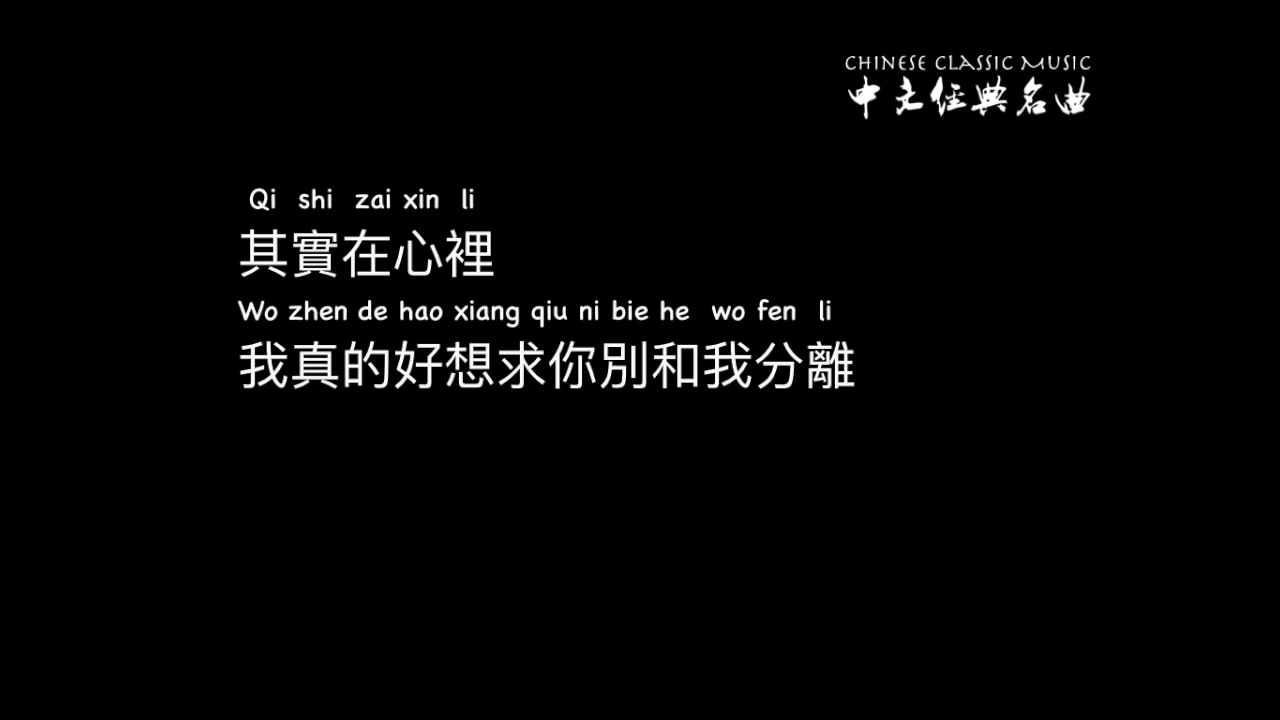 CHINESE CLASSIC MUSIC
中文經典名曲
Qi shi zai xin li
其實在心裡
Wo zhen de hao xiang qiu ni bie he wo fen li
我真的好想求你別和我分離